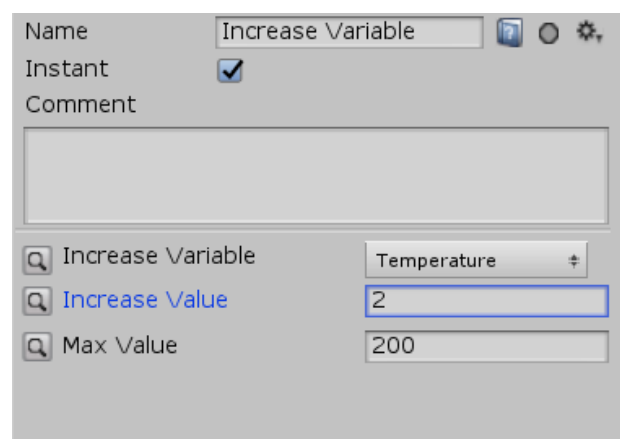 Name Increase Variable
Instant
Comment
Increase Variable Temperature
Increase Value 2
Max Value 200